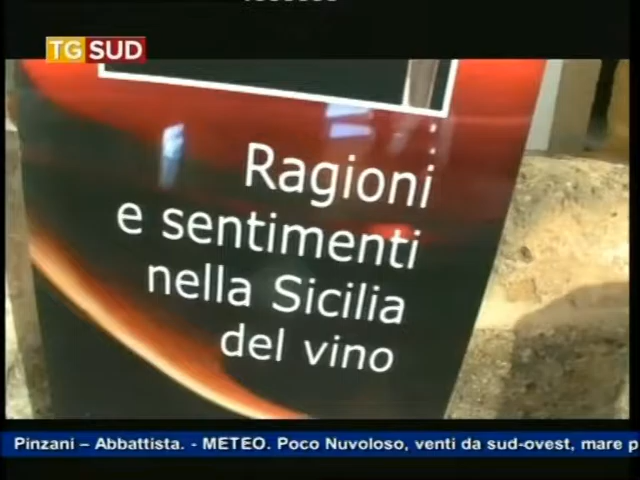 TG SUD
Ragioni
e sentimenti
nella Sicilia
del vino
Pinzani – Abbattista. - METEO. Poco Nuvoloso, venti da sud-ovest, mare p